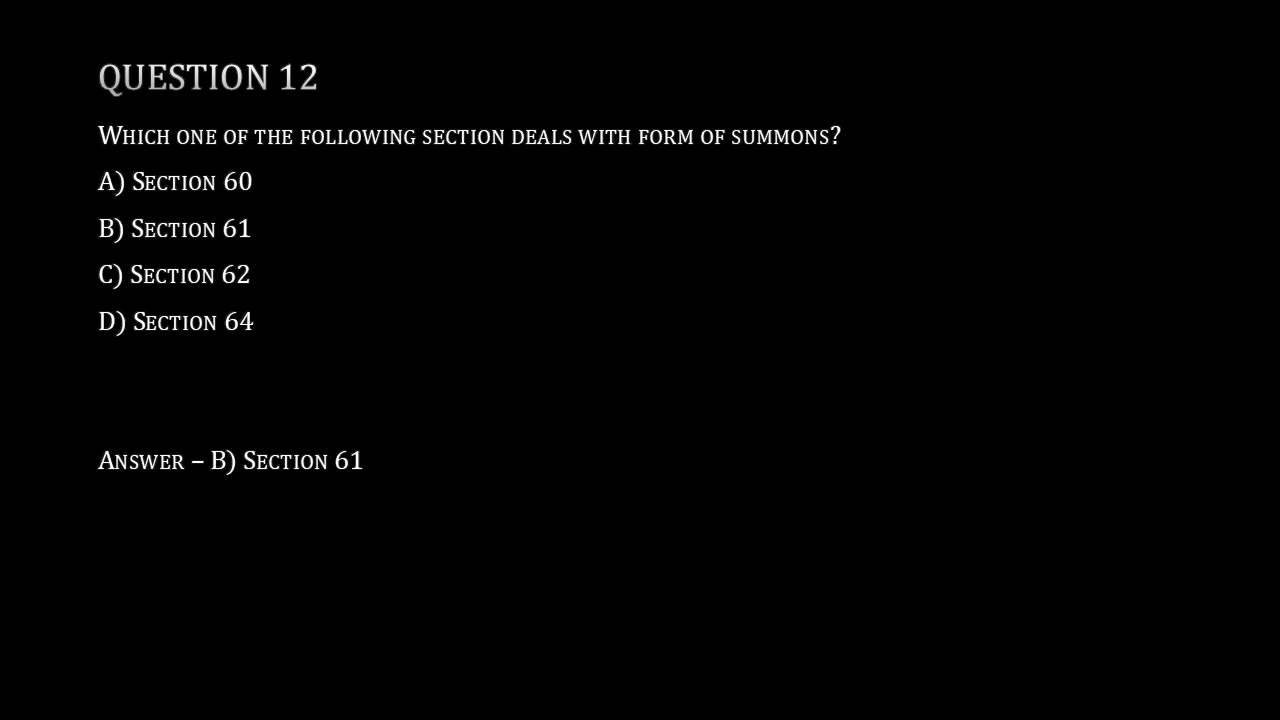 QUESTION 12
WHICH ONE OF THE FOLLOWING SECTION DEALS WITH FORM OF SUMMONS?
A) SECTION 60
B) SECTION 61
C) SECTION 62
D) SECTION 64
ANSWER – B) SECTION 61